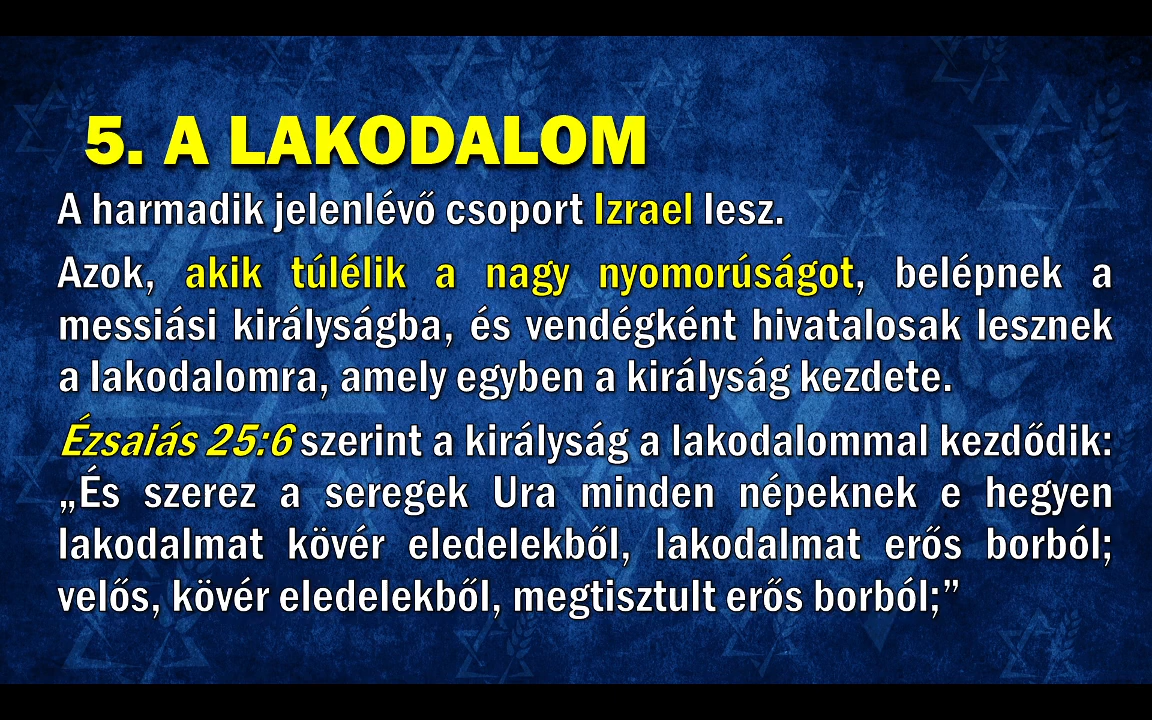 5. A LAKODALOM
A harmadik jelenlévő csoport Izrael lesz.
Azok, akik túlélik a nagy nyomorúságot, belépnek a
messiási királyságba, és vendégként hivatalosak lesznek
a lakodalomra, amely egyben a királyság kezdete.
Ézsaiás 25:6 szerint a királyság a lakodalommal kezdődik:
„És szerez a seregek Ura minden népeknek e hegyen
lakodalmat kövér eledelekből, lakodalmat erős borból;
velős, kövér eledelekből, megtisztult erős borból;”